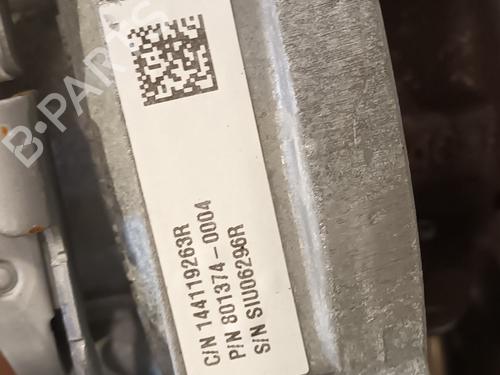 B-PARTS
C/N 144119263R
P/N 801374-0004
S/N SIU06296R